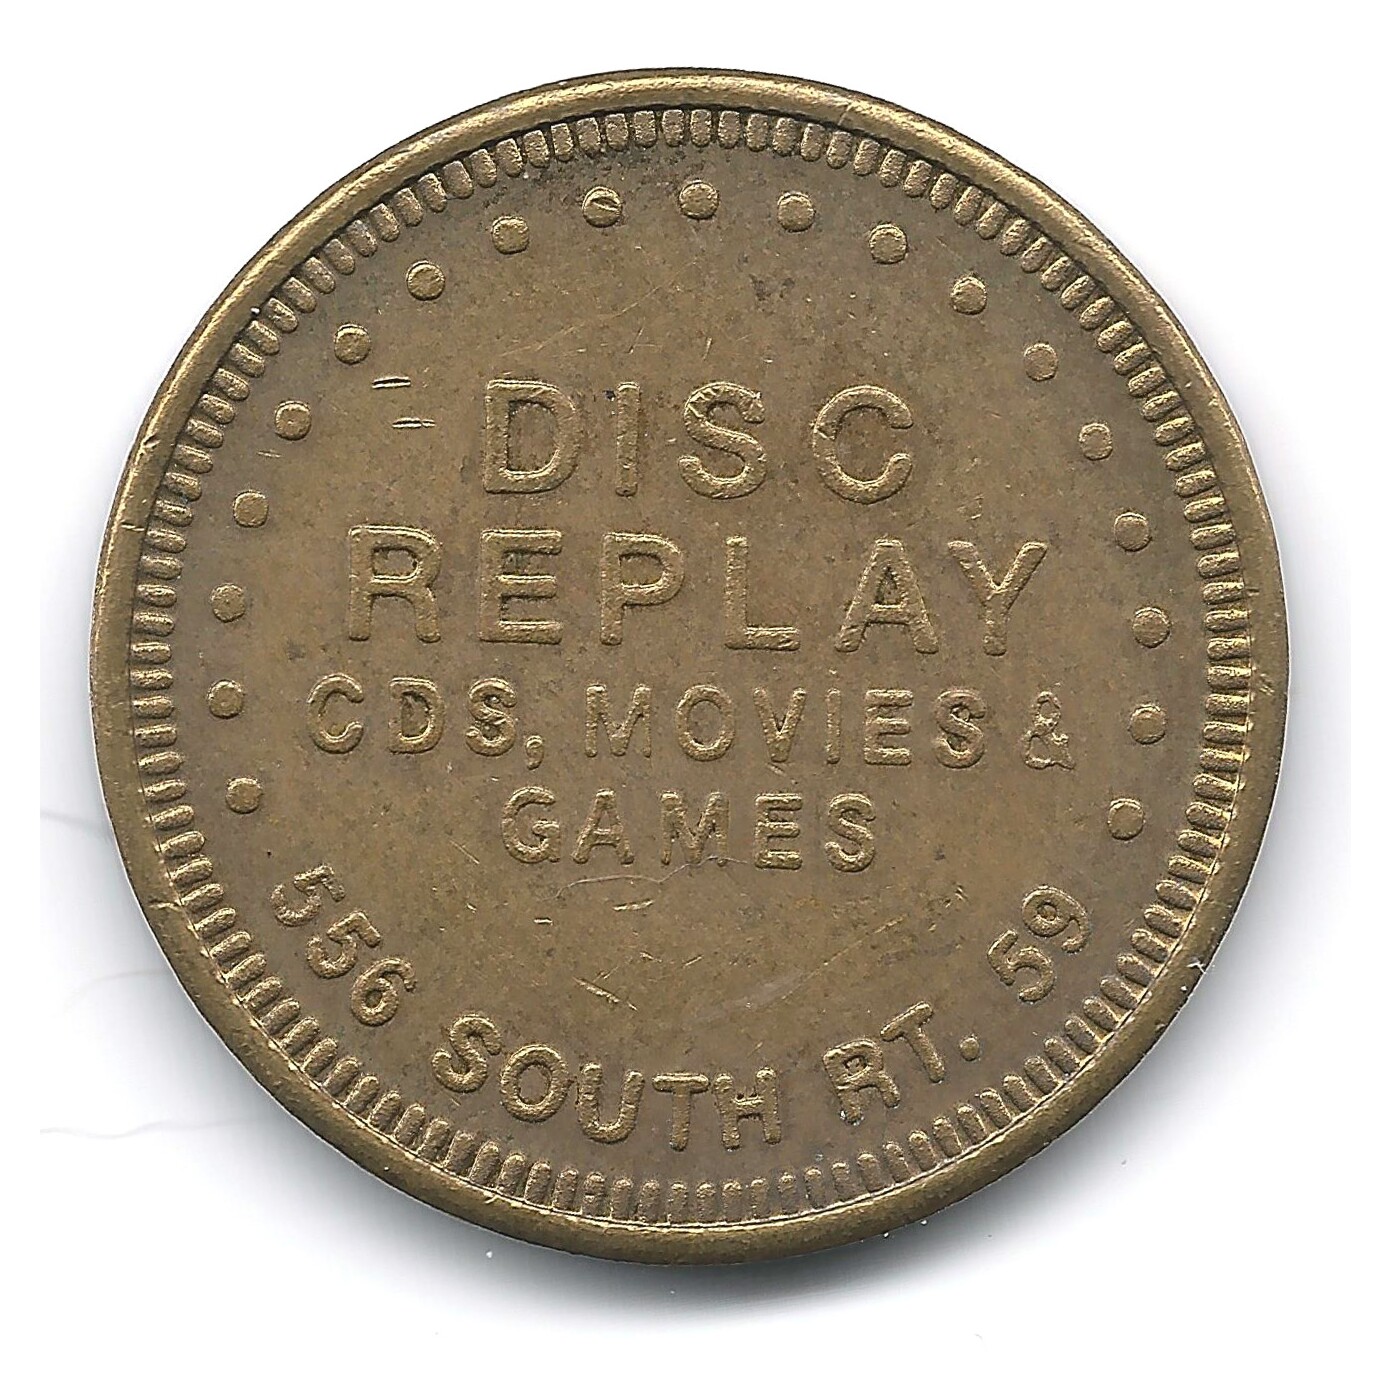 DISC
REPLAY
CDS, MOVIES &
GAMES
556 SOUTH RT. 59